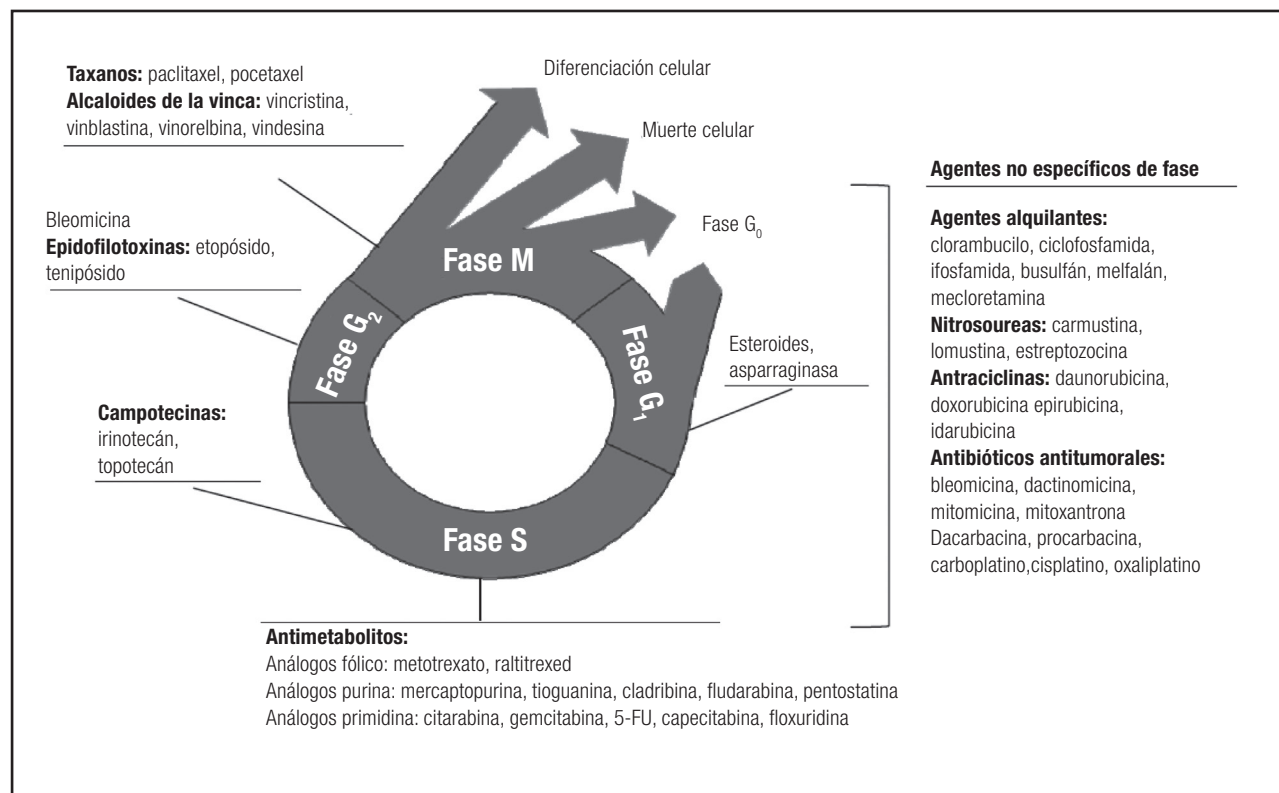 Taxanos: paclitaxel, pocetaxel
Alcaloides de la vinca: vincristina,
vinblastina, vinorelbina, vindesina
Diferenciación celular
Muerte celular
Fase G0
Bleomicina
Epidofilotoxinas: etopósido,
tenipósido
Fase M
Fase G2
Fase G1
Fase S
Esteroides,
asparraginasa
Campotecinas:
irinotecán,
topotecán
Antimetabolitos:
Análogos fólico: metotrexato, raltitrexed
Análogos purina: mercaptopurina, tioguanina, cladribina, fludarabina, pentostatina
Análogos primidina: citarabina, gemcitabina, 5-FU, capecitabina, floxuridina
Agentes no específicos de fase
Agentes alquilantes:
clorambucilo, ciclofosfamida,
ifosfamida, busulfán, melfalán,
mecloretamina
Nitrosoureas: carmustina,
lomustina, estreptozocina
Antraciclinas: daunorubicina,
doxorubicina epirubicina,
idarubicina
Antibióticos antitumorales:
bleomicina, dactinomicina,
mitomicina, mitoxantrona
Dacarbacina, procarbacina,
carboplatino,cisplatino, oxaliplatino